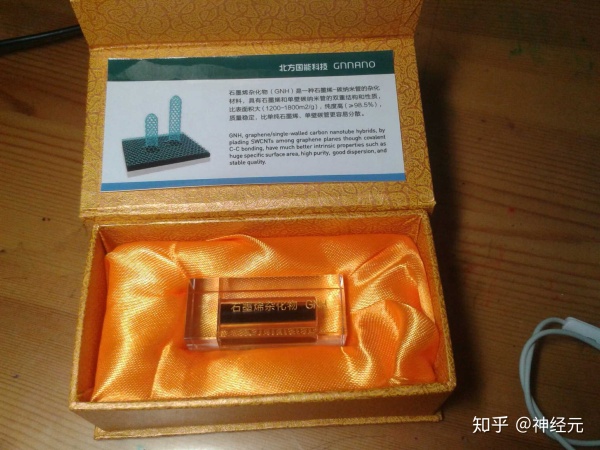 北方国能科技 GNNANO
石墨烯杂化物（GNH）是一种石墨烯-碳纳米管的杂化
材料，具有石墨烯和单壁碳纳米管的双重结构和性质，
比表面积大（1200-1800m2/g），纬度高（≥98.5%），
质量稳定，比单纯石墨烯、单壁碳管更容易分散。
GNH, graphene/single-walled carbon nanotube hybrids, by
plading SWCNTs among graphene planes though covalent
C-C bonding, have much better intrinsic properties such as
huge specific surface area, high purity, good dispersion, and
stable quality.
石墨烯杂化物
知乎 @神经元